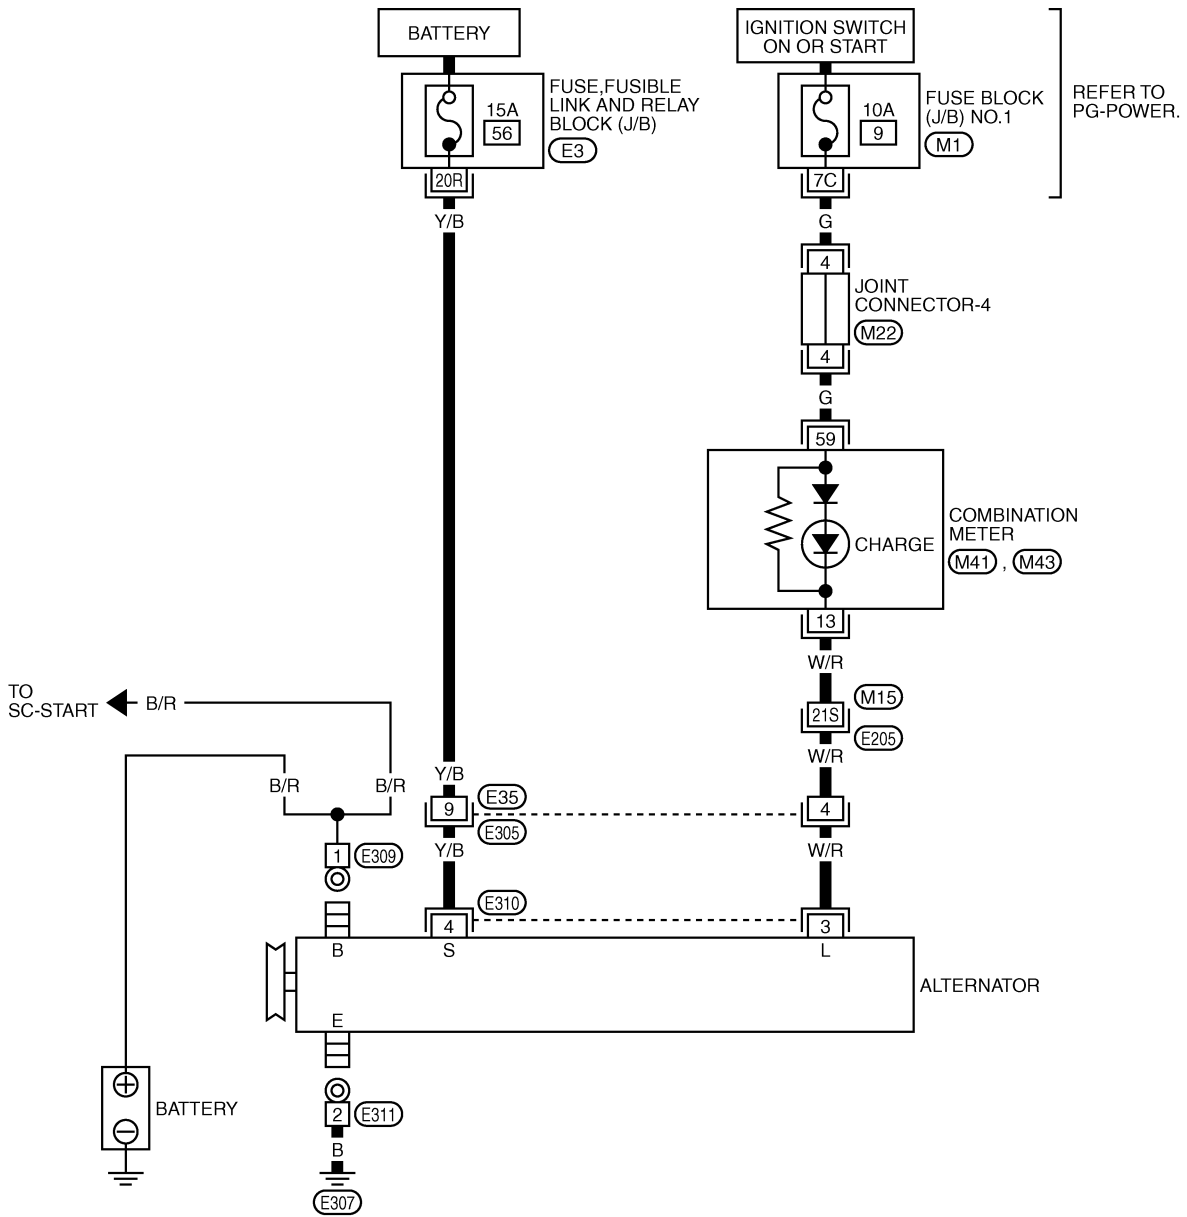 BATTERY
IGNITION SWITCH
ON OR START
FUSE,FUSIBLE
LINK AND RELAY
BLOCK (J/B)
E3
15A
56
20R
Y/B
10A
9
FUSE BLOCK
(J/B) NO.1
M1
REFER TO
PG-POWER.
7C
G
4
JOINT
CONNECTOR-4
M22
4
G
59
CHARGE
COMBINATION
METER
M41 , M43
13
W/R
M15
21S
E205
W/R
TO
SC-START
B/R
B/R
B/R
Y/B
9
E35
E305
4
Y/B
W/R
1
E309
E310
4
3
B
S
L
ALTERNATOR
E
BATTERY
2
E311
B
E307